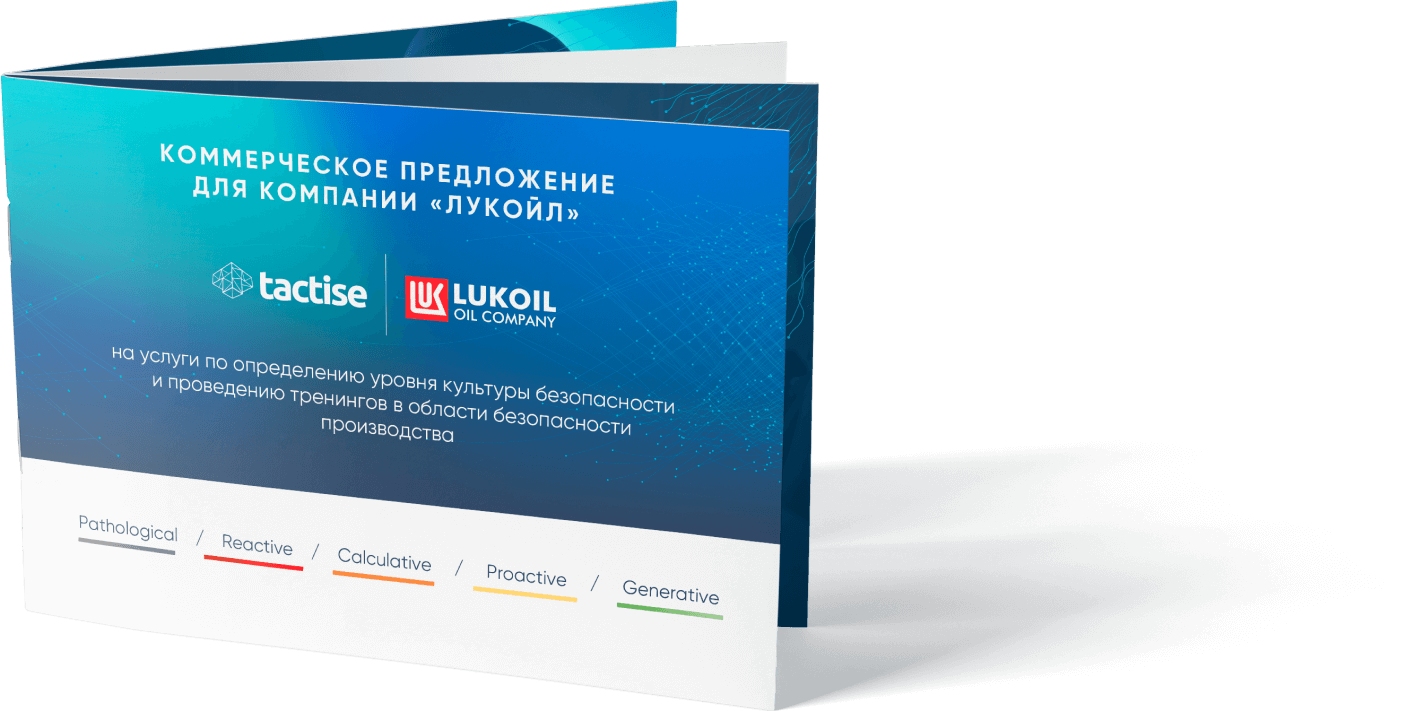 КОММЕРЧЕСКОЕ ПРЕДЛОЖЕНИЕ
ДЛЯ КОМПАНИИ «ЛУКОЙЛ»
tactise
LUK LUKOIL
OIL COMPANY
на услуги по определению уровня культуры безопасности
и проведению тренингов в области безопасности
производства
Pathological / Reactive / Calculative / Proactive / Generative